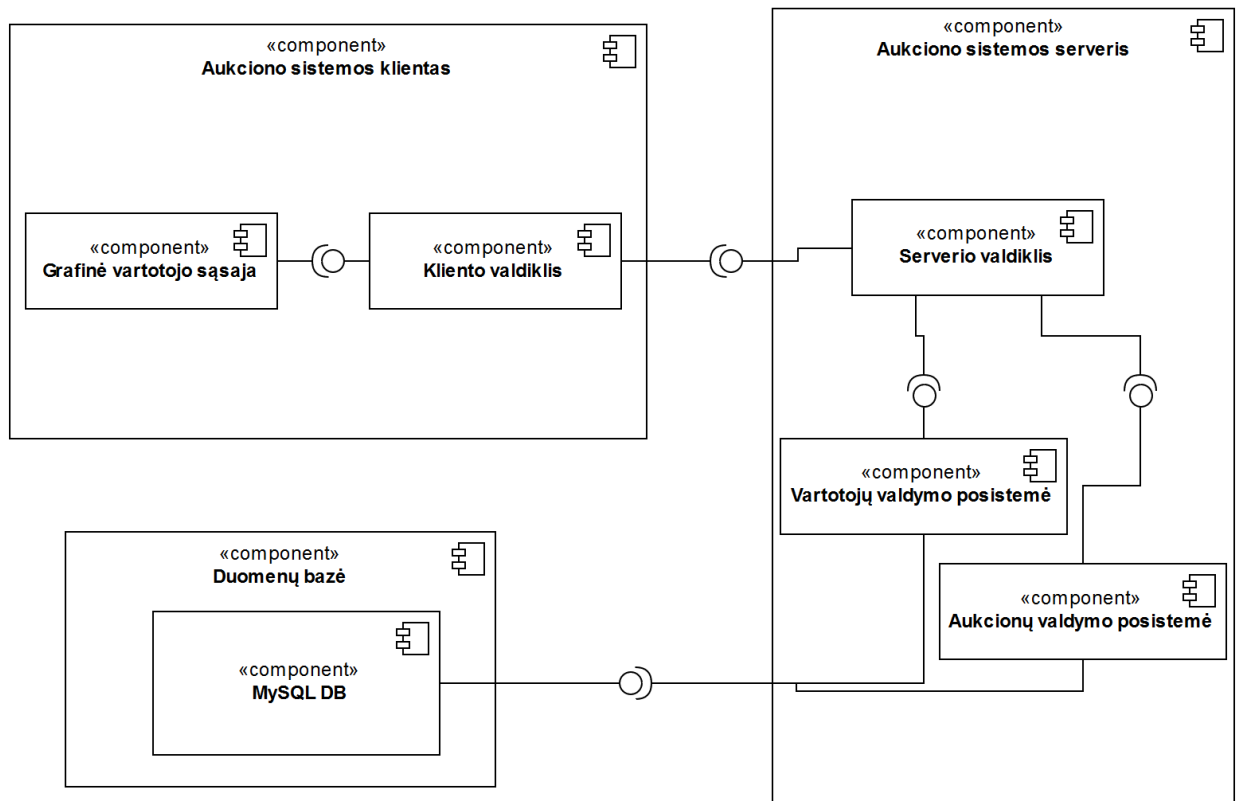 «component»
Aukciono sistemos klientas
«component»
Grafinė vartotojo sąsaja
«component»
Kliento valdiklis
«component»
Aukciono sistemos serveris
«component»
Serverio valdiklis
«component»
Vartotojų valdymo posistemė
«component»
Aukcionų valdymo posistemė
«component»
Duomenų bazė
«component»
MySQL DB